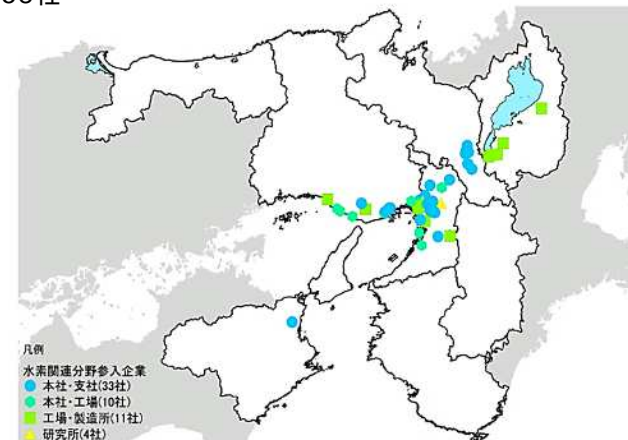 凡例
水素関連分野参入企業
本社・支社(33社)
本社・工場(10社)
工場・製造所(11社)
研究所(4社)